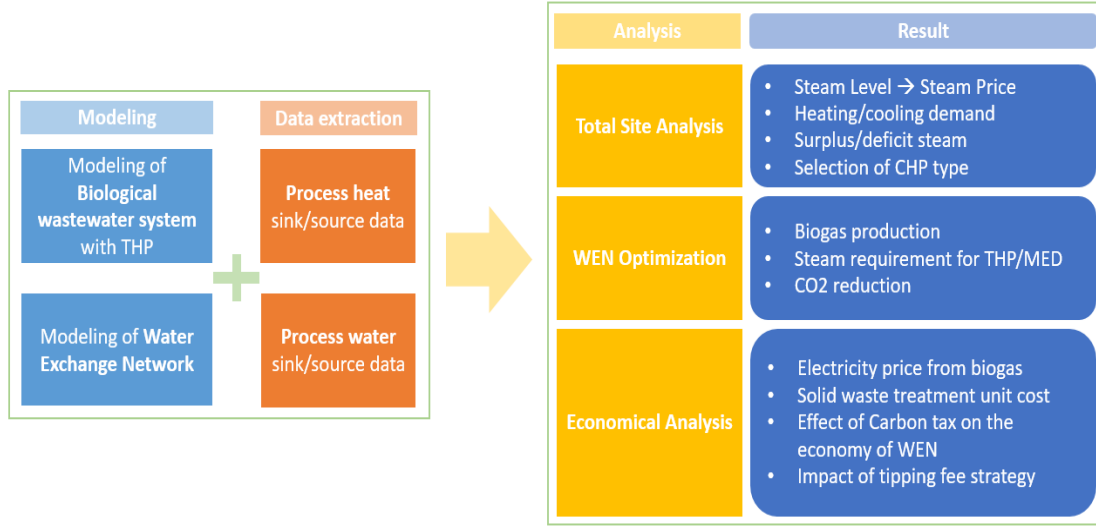 Modeling
Data extraction
Modeling of
Biological
wastewater system
with THP
Process heat
sink/source data
Modeling of Water
Exchange Network
Process water
sink/source data
Analysis
Result
Total Site Analysis
• Steam Level → Steam Price
• Heating/cooling demand
• Surplus/deficit steam
• Selection of CHP type
WEN Optimization
• Biogas production
• Steam requirement for THP/MED
• CO2 reduction
Economical Analysis
• Electricity price from biogas
• Solid waste treatment unit cost
• Effect of Carbon tax on the
economy of WEN
• Impact of tipping fee strategy